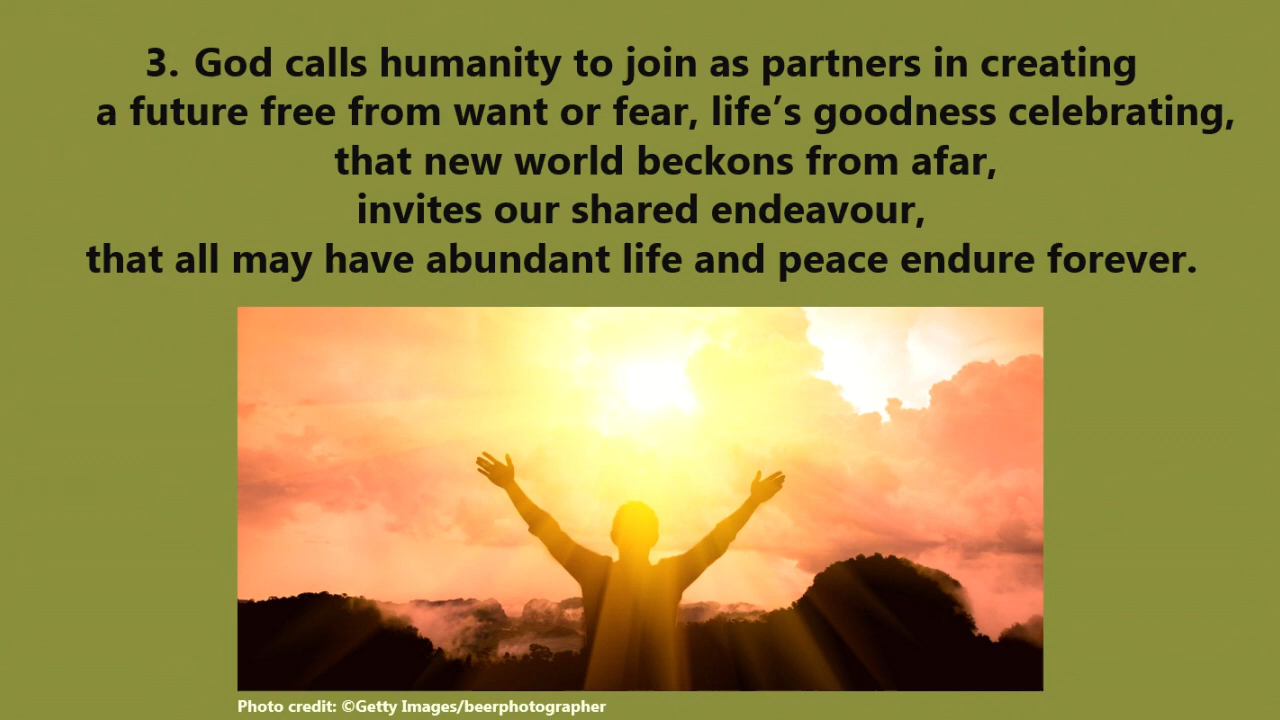 3. God calls humanity to join as partners in creating
a future free from want or fear, life’s goodness celebrating,
that new world beckons from afar,
invites our shared endeavour,
that all may have abundant life and peace endure forever.
Photo credit: ©Getty Images/beerphotographer